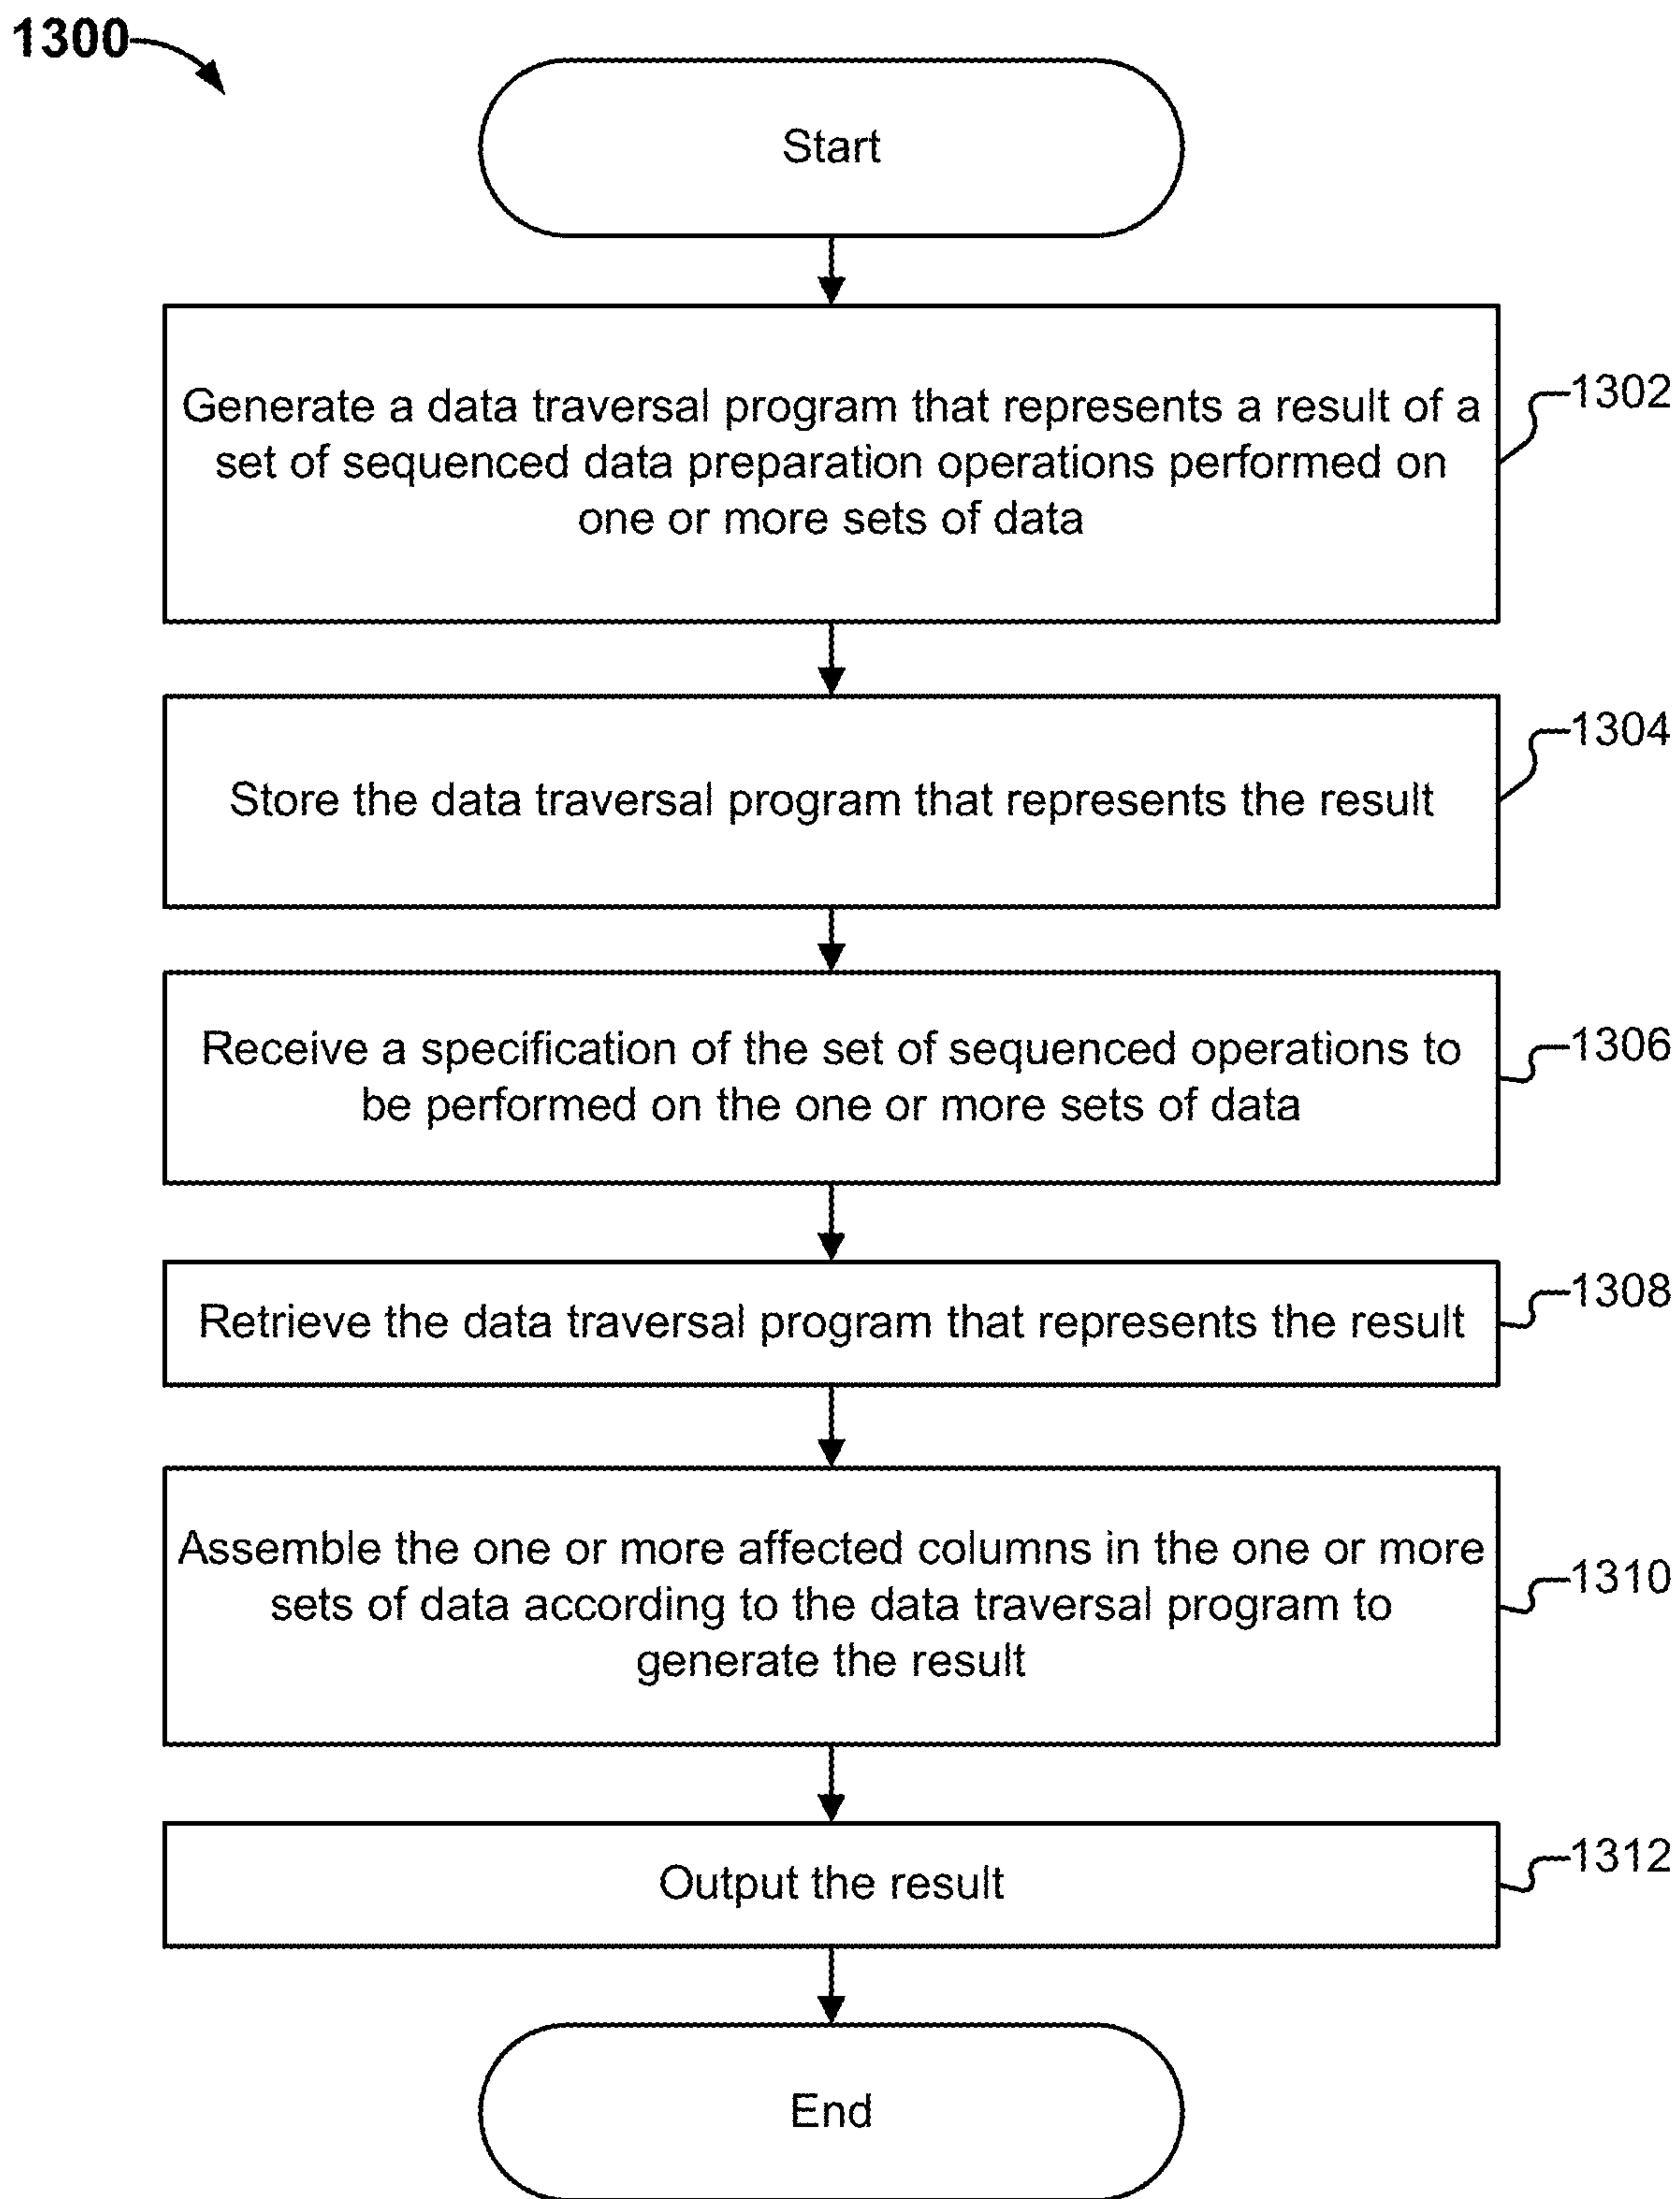 1300
Start
Generate a data traversal program that represents a result of a
set of sequenced data preparation operations performed on
one or more sets of data
1302
Store the data traversal program that represents the result
1304
Receive a specification of the set of sequenced operations to
be performed on the one or more sets of data
1306
Retrieve the data traversal program that represents the result
1308
Assemble the one or more affected columns in the one or more
sets of data according to the data traversal program to
generate the result
1310
Output the result
1312
End